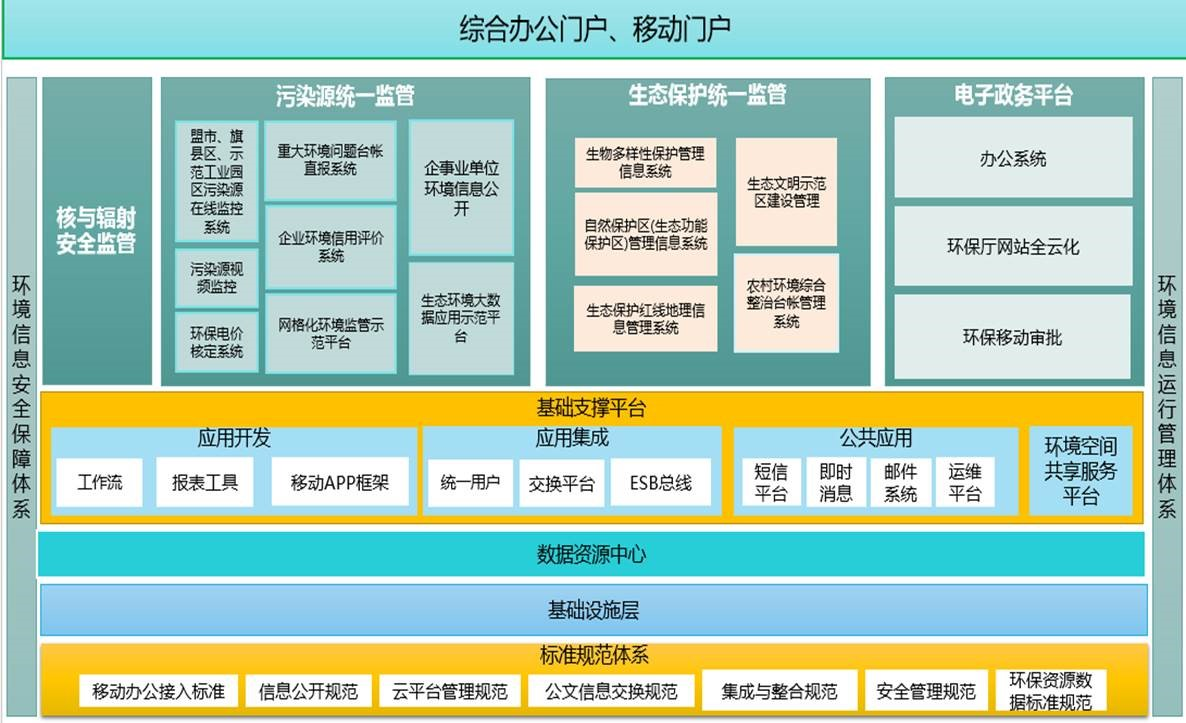 综合办公门户、移动门户
环境信息安全保障体系
核与辐射
安全监管
污染源统一监管
盟市、旗
县区、示
范工业园
区污染源
在线监控
系统
污染源视
频监控
环保电价
核定系统
重大环境问题台帐
直报系统
企业环境信用评价
系统
网格化环境监管示
范平台
企事业单位
环境信息公
开
生态环境大数
据应用示范平
台
生态保护统一监管
生物多样性保护管理
信息系统
自然保护区(生态功能
保护区)管理信息系统
生态保护红线地理信
息管理系统
生态文明示范
区建设管理
农村环境综合
整治台帐管理
系统
电子政务平台
办公系统
环保厅网站全云化
环保移动审批
环境信息运行管理体系
基础支撑平台
应用开发
工作流
报表工具
移动APP框架
应用集成
统一用户
交换平台
ESB总线
公共应用
短信
平台
即时
消息
邮件
系统
运维
平台
环境空间
共享服务
平台
数据资源中心
基础设施层
标准规范体系
移动办公接入标准
信息公开规范
云平台管理规范
公文信息交换规范
集成与整合规范
安全管理规范
环保资源数
据标准规范